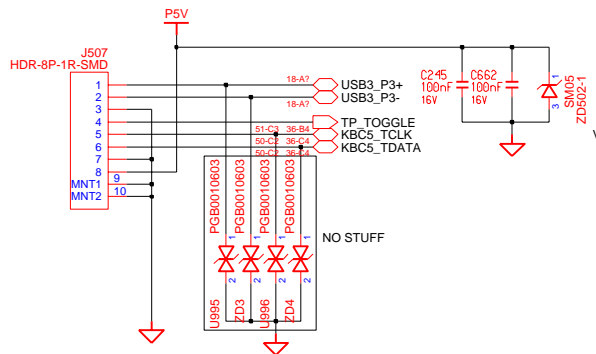 P5V
J507
HDR-8P-1R-SMD
1
2
3
4
5
6
7
8
MNT1 9
MNT2 10
18-A?
USB3_P3+
USB3_P3-
18-A?
TP_TOGGLE
51-C3 36-B4
KBC5_TCLK
50-C2 36-C4
KBC5_TDATA
50-C2 36-C4
C245
100nF
16V
C662
100nF
16V
1
3
SM05
ZD502-1
V
PGB0010603
PGB0010603
PGB0010603
PGB0010603
1
1
1
1
NO STUFF
2
2
2
2
U995
ZD3
U996
ZD4